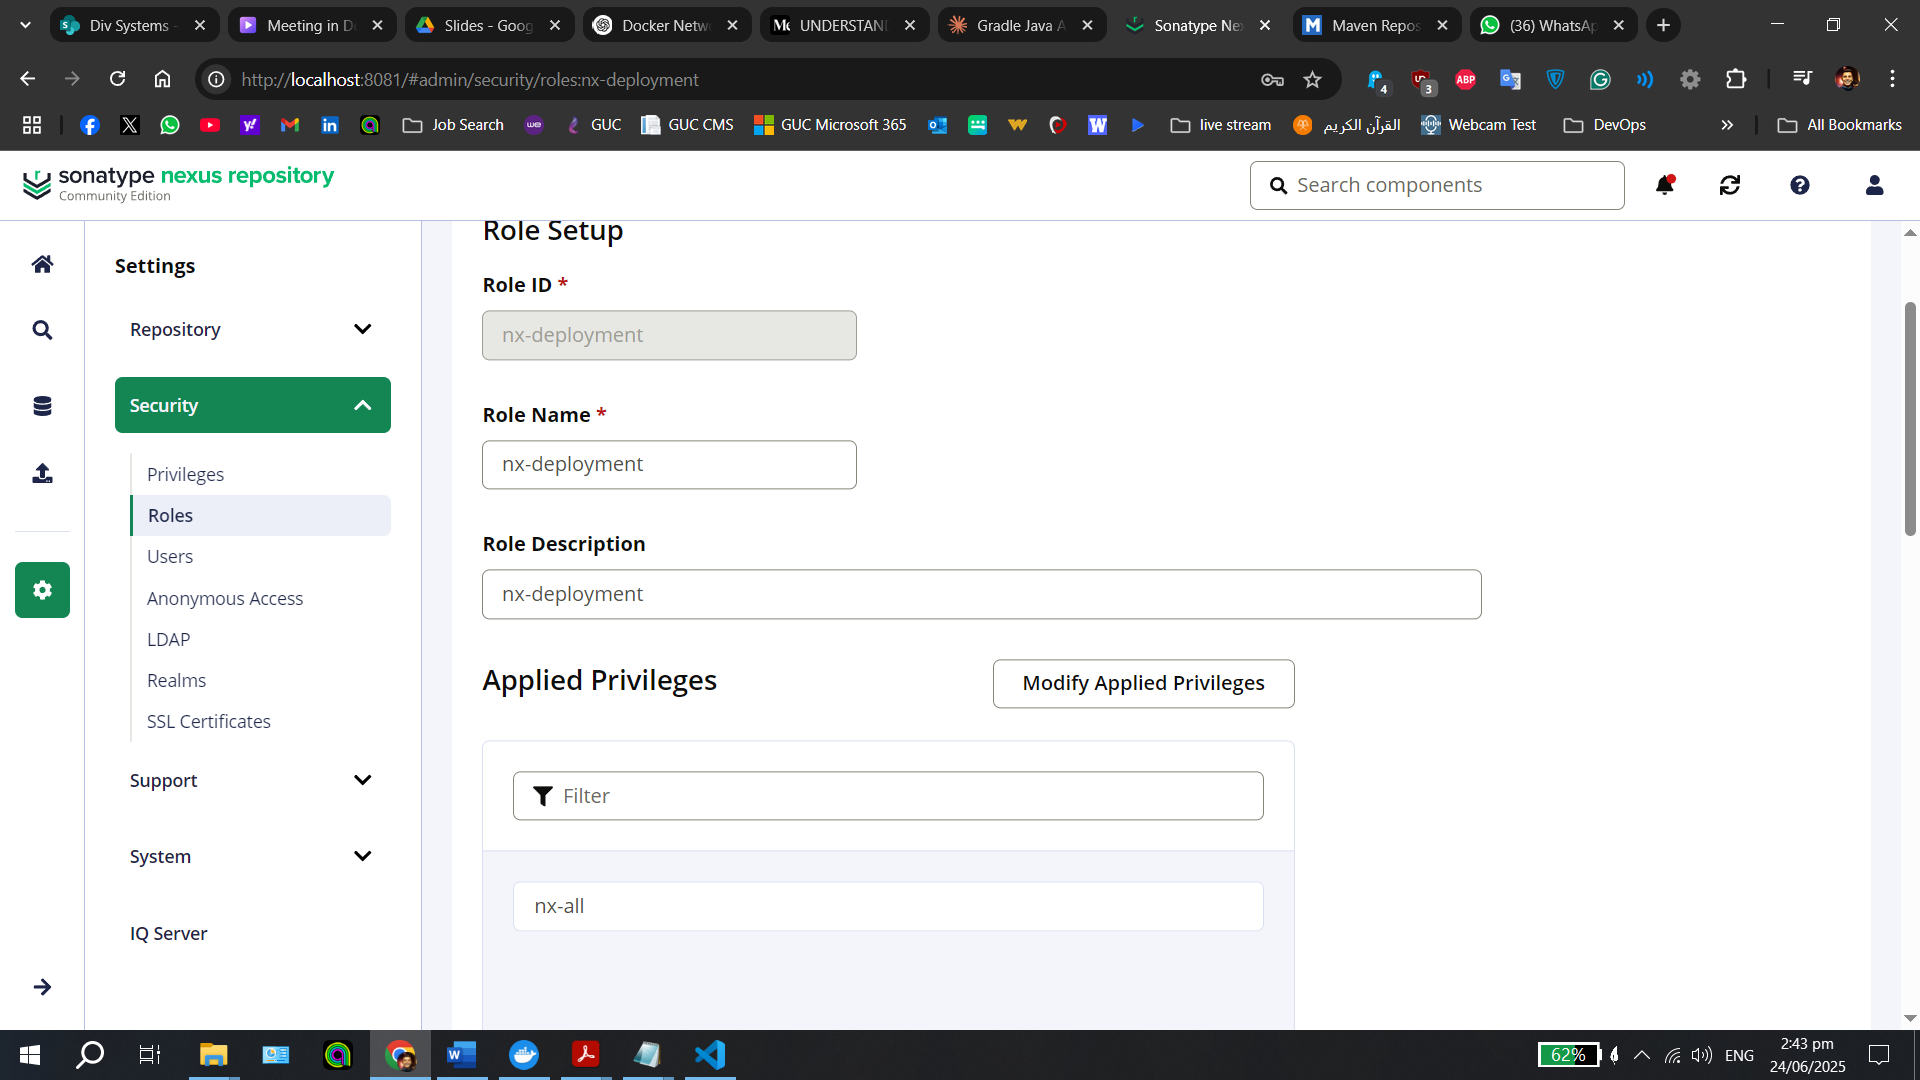 Div Systems -
Meeting in D
Slides - Goog
Docker Netw
UNDERSTAN
Gradle Java A
Sonatype Ne
Maven Repos
(36) WhatsAp
http://localhost:8081/#admin/security/roles:nx-deployment
4
3
ABP
Job Search
GUC
GUC CMS
GUC Microsoft 365
live stream
القرآن الكريم
Webcam Test
DevOps
All Bookmarks
sonatype nexus repository
Community Edition
Search components
Settings
Repository
Security
Privileges
Roles
Users
Anonymous Access
LDAP
Realms
SSL Certificates
Support
System
IQ Server
Role Setup
Role ID *
nx-deployment
Role Name *
nx-deployment
Role Description
nx-deployment
Applied Privileges
Modify Applied Privileges
Filter
nx-all
62%
ENG
2:43 pm
24/06/2025